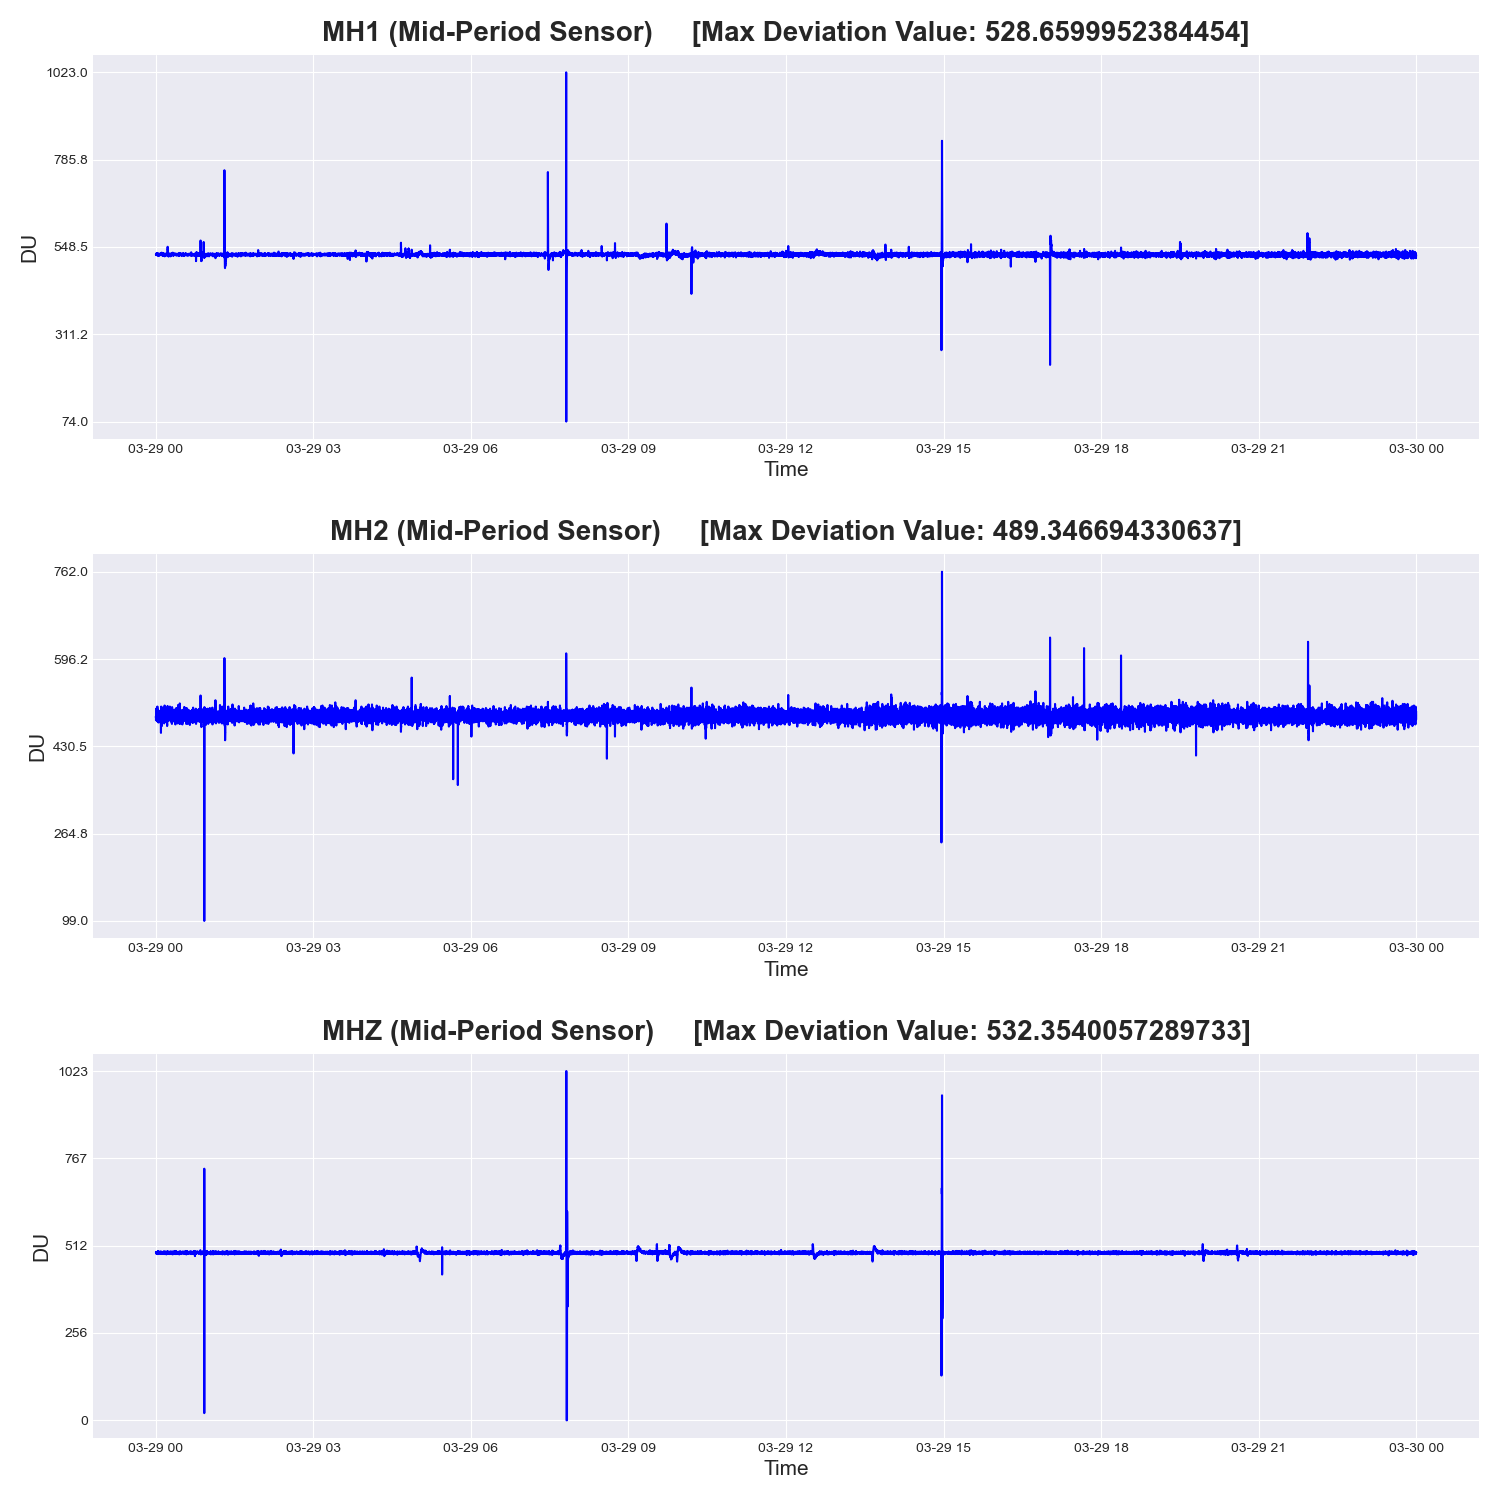 MH1 (Mid-Period Sensor)     [Max Deviation Value: 528.6599952384454]
1023.0
785.8
548.5
311.2
74.0
DU
03-29 00 03-29 03 03-29 06 03-29 09 03-29 12 03-29 15 03-29 18 03-29 21 03-30 00
Time
MH2 (Mid-Period Sensor)     [Max Deviation Value: 489.346694330637]
762.0
596.2
430.5
264.8
99.0
DU
03-29 00 03-29 03 03-29 06 03-29 09 03-29 12 03-29 15 03-29 18 03-29 21 03-30 00
Time
MHZ (Mid-Period Sensor)     [Max Deviation Value: 532.3540057289733]
1023
767
512
256
0
DU
03-29 00 03-29 03 03-29 06 03-29 09 03-29 12 03-29 15 03-29 18 03-29 21 03-30 00
Time